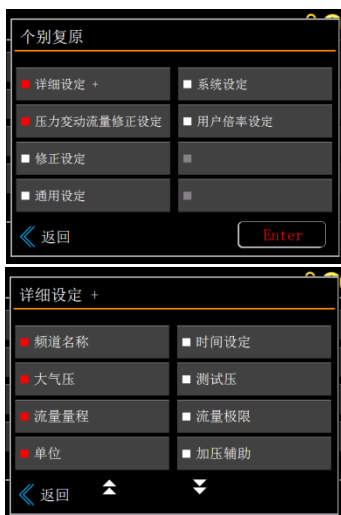 个别复原
详细设定 + 系统设定
压力变动流量修正设定 用户倍率设定
修正设定
通用设定
返回 Enter
详细设定 +
频道名称 时间设定
大气压 测试压
流量量程 流量极限
单位 加压辅助
返回